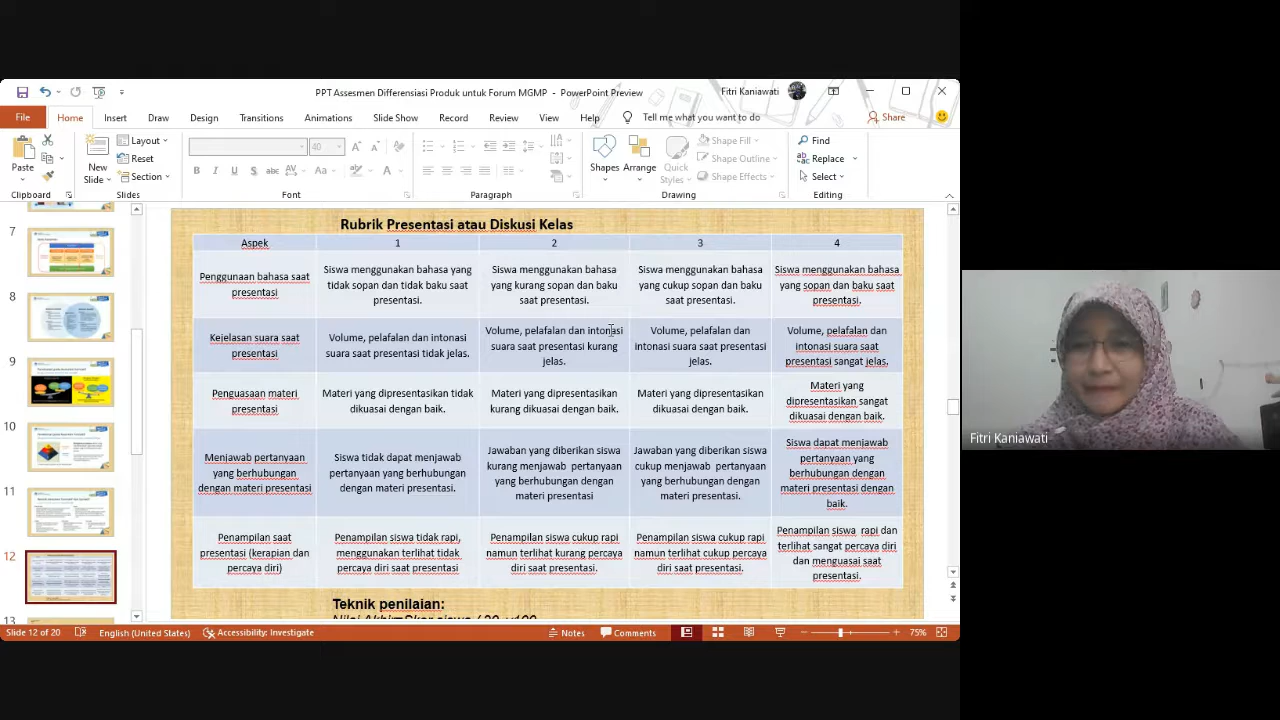 PPT Assesmen Differensiasi Produk untuk Forum MGMP - PowerPoint Preview
Fitri Kaniawati
File
Home
Insert
Draw
Design
Transitions
Animations
Slide Show
Record
Review
View
Help
Tell me what you want to do
Share
Paste
New
Slide
Layout
Reset
Section
40
Shapes
Arrange
Quick
Styles
Shape Fill
Shape Outline
Shape Effects
Find
Replace
Select
Clipboard
Slides
Font
Paragraph
Drawing
Editing
7
8
9
10
11
12
13
Rubrik Presentasi atau Diskusi Kelas
Aspek
1
2
3
4
Penggunaan bahasa saat
presentasi
Siswa menggunakan bahasa yang
tidak sopan dan tidak baku saat
presentasi.
Siswa menggunakan bahasa
yang kurang sopan dan baku
saat presentasi.
Siswa menggunakan bahasa
yang cukup sopan dan baku
saat presentasi.
Siswa menggunakan bahasa
yang sopan dan baku saat
presentasi.
Kejelasan suara saat
presentasi
Volume, pelafalan dan intonasi
suara saat presentasi tidak jelas.
Volume, pelafalan dan intonasi
suara saat presentasi kurang
jelas.
Volume, pelafalan dan
intonasi suara saat presentasi
jelas.
Volume, pelafalan dan
intonasi suara saat
presentasi sangat jelas.
Penguasaan materi
presentasi
Materi yang dipresentasikan tidak
dikuasai dengan baik.
Materi yang dipresentasikan
kurang dikuasai dengan baik.
Materi yang dipresentasikan
dikuasai dengan baik.
Materi yang
dipresentasikan sangat
dikuasai dengan baik.
Menjawab pertanyaan
yang berhubungan
dengan materi presentasi
Siswa tidak dapat menjawab
pertanyaan yang berhubungan
dengan materi presentasi.
Jawaban yang diberikan siswa
kurang menjawab pertanyaan
yang berhubungan dengan
materi presentasi
Jawaban yang diberikan siswa
cukup menjawab pertanyaan
yang berhubungan dengan
materi presentasi.
Siswa dapat menjawab
pertanyaan yang
berhubungan dengan
materi presentasi dengan
baik.
Penampilan saat
presentasi (kerapian dan
percaya diri)
Penampilan siswa tidak rapi,
menggunakan terlihat tidak
percaya diri saat presentasi
Penampilan siswa cukup rapi
namun terlihat kurang percaya
diri saat presentasi.
Penampilan siswa cukup rapi
namun terlihat cukup percaya
diri saat presentasi.
Penampilan siswa rapi dan
terlihat sangat percaya diri
dan menguasai saat
presentasi.
Teknik penilaian:
Slide 12 of 20
English (United States)
Accessibility: Investigate
Notes
Comments
75%
Fitri Kaniawati